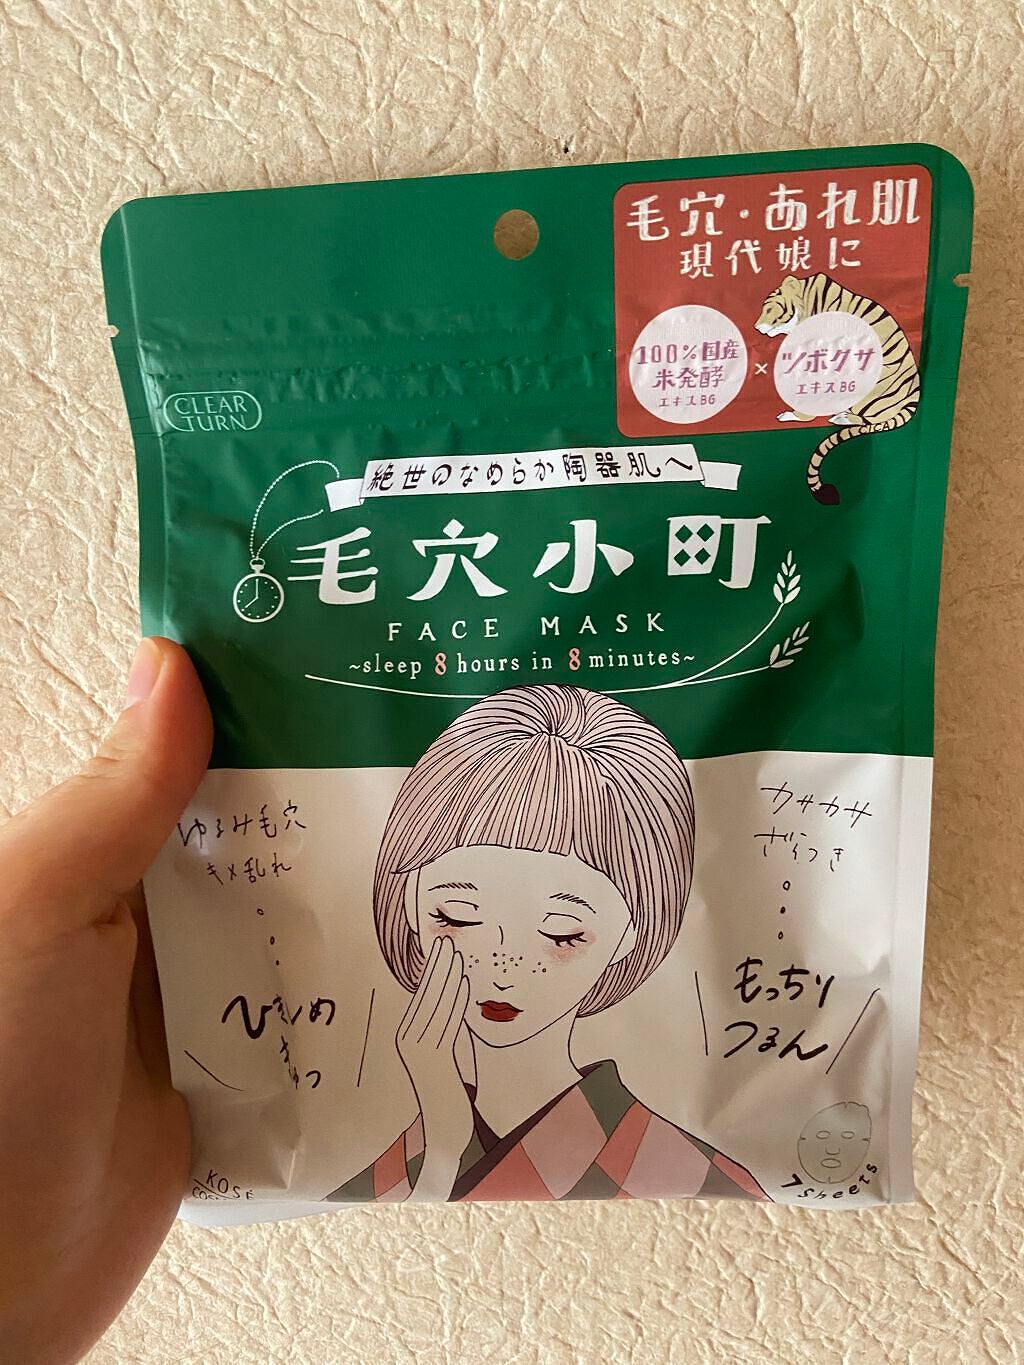 毛穴・あれ肌
現代娘に
100%国産
米発酵
エキスBG
×
ツボクサ
エキスBG
CICA
CLEAR
TURN
絶世のなめらか陶器肌へ
毛穴小町
FACE MASK
~sleep 8 hours in 8 minutes~
ゆるみ毛穴
キメ乱れ
カサカサ
ざらつき
ひきしめ
きゅっ
もっちり
つるん
KOSÉ
7 sheets